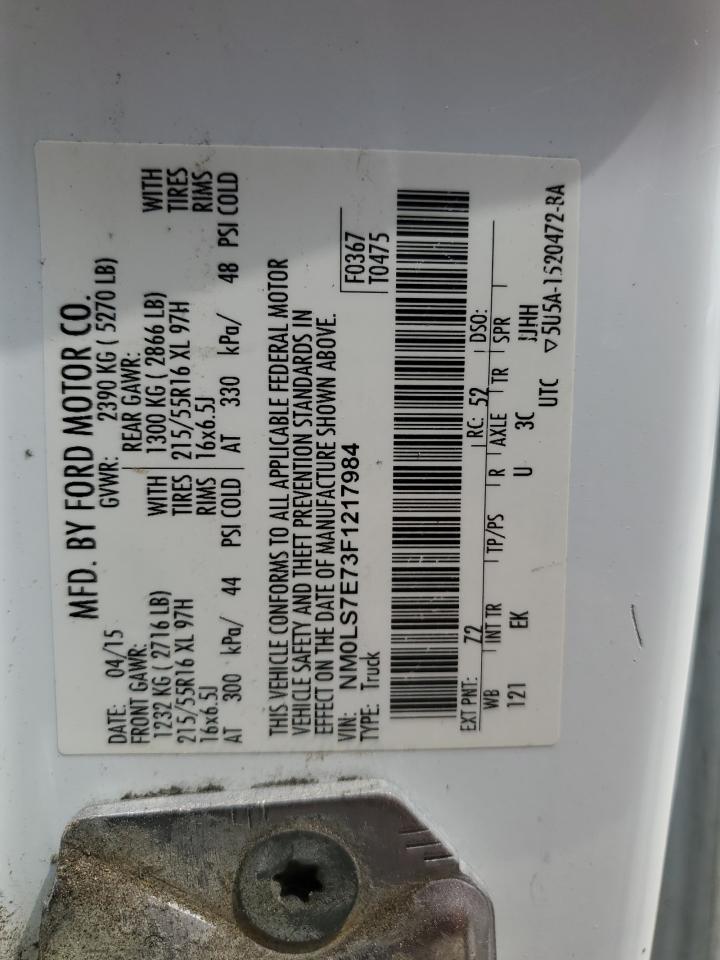 MFD. BY FORD MOTOR CO.
DATE: 04/15 GVWR: 2390 KG ( 5270 LB)
FRONT GAWR: REAR GAWR:
1232 KG ( 2716 LB) WITH 1300 KG ( 2866 LB) WITH
215/55R16 XL 97H TIRES 215/55R16 XL 97H TIRES
16x6.5J RIMS 16x6.5J RIMS
AT 300 kPa/ 44 PSI COLD AT 330 kPa/ 48 PSI COLD
THIS VEHICLE CONFORMS TO ALL APPLICABLE FEDERAL MOTOR
VEHICLE SAFETY AND THEFT PREVENTION STANDARDS IN
EFFECT ON THE DATE OF MANUFACTURE SHOWN ABOVE.
VIN: NM0LS7E73F1217984 F0367
TYPE: Truck T0475
EXT PNT: 7Z RC: 52 DSO:
WB INT TR TP/PS R AXLE TR SPR
121 EK U 3C JJHH
UTC ▽5U5A-1520472-BA